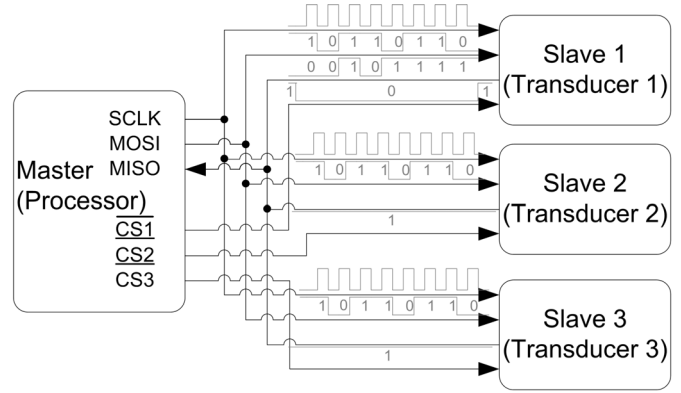 SCLK
MOSI
MISO
Master
(Processor)
CS1
CS2
CS3
1 0 1 1 0 1 1 0
0 0 1 0 1 1 1 1
1 0 1
Slave 1
(Transducer 1)
1 0 1 1 0 1 1 0
1
Slave 2
(Transducer 2)
1 0 1 1 0 1 1 0
1
Slave 3
(Transducer 3)